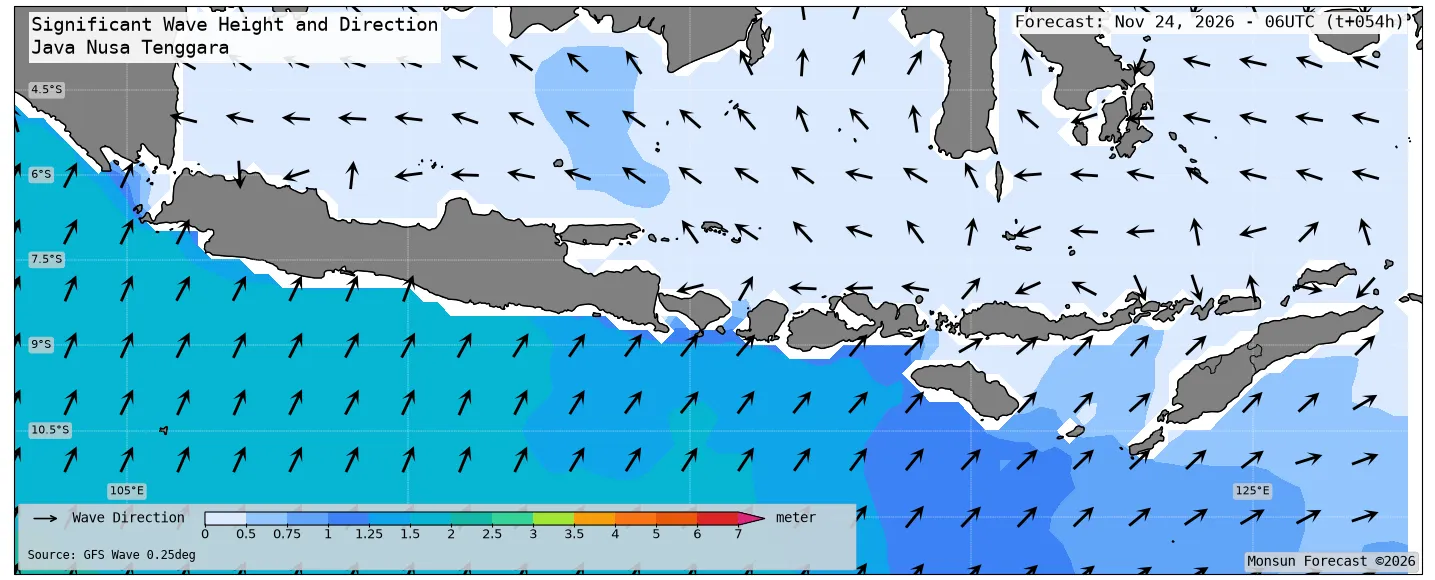 Significant Wave Height and Direction
Java Nusa Tenggara
Forecast: Nov 24, 2026 - 06UTC (t+054h)
4.5°S
6°S
7.5°S
9°S
10.5°S
105°E
125°E
Wave Direction
0 0.5 0.75 1 1.25 1.5 2 2.5 3 3.5 4 5 6 7
meter
Source: GFS Wave 0.25deg
Monsun Forecast ©2026